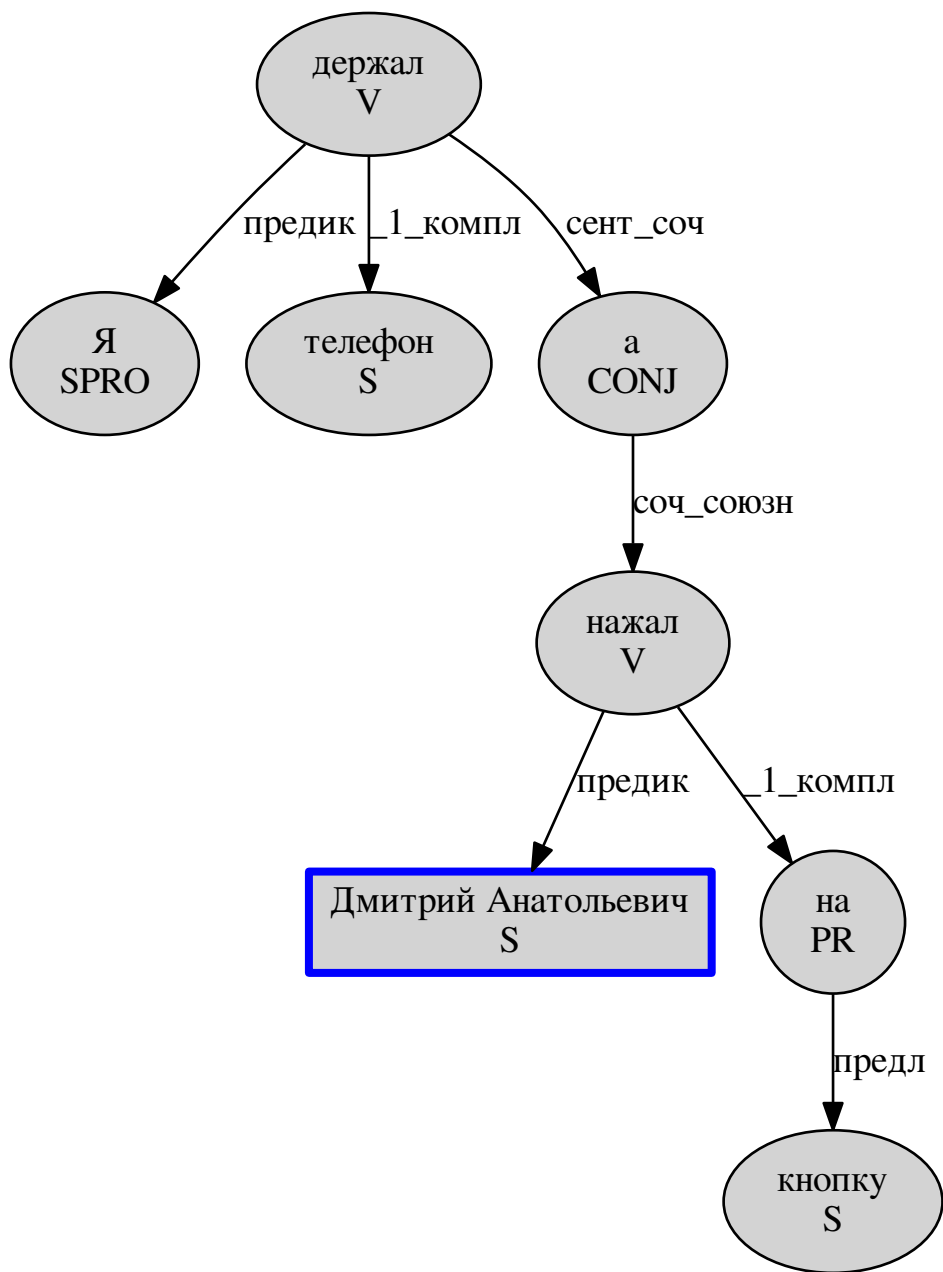 держал
V
предик
_1_компл
сент_соч
Я
SPRO
телефон
S
а
CONJ
соч_союзн
нажал
V
предик
_1_компл
Дмитрий Анатольевич
S
на
PR
предл
кнопку
S